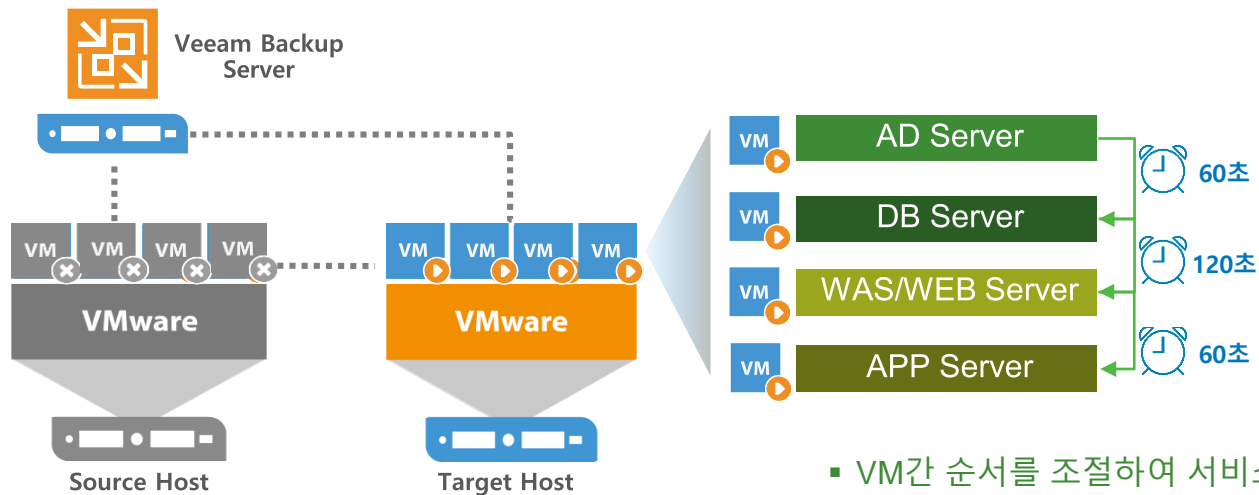 Veeam Backup
Server
VM VM VM VM
VMware
Source Host
VM VM VM VM
VMware
Target Host
VM AD Server
60초
VM DB Server
120초
VM WAS/WEB Server
60초
VM APP Server
▪ VM간 순서를 조절하여